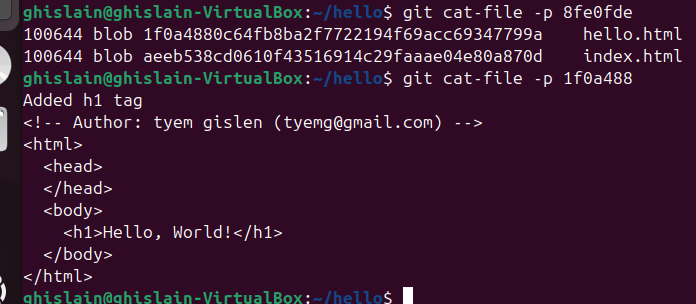 ghislain@ghislain-VirtualBox:~/hello$ git cat-file -p 8fe0fde
100644 blob 1f0a4880c64fb8ba2f7722194f69acc69347799a    hello.html
100644 blob aeeb538cd0610f43516914c29faaae04e80a870d    index.html
ghislain@ghislain-VirtualBox:~/hello$ git cat-file -p 1f0a488
Added h1 tag
<!-- Author: tyem gislen (tyemg@gmail.com) -->
<html>
  <head>
  </head>
  <body>
    <h1>Hello, World!</h1>
  </body>
</html>
ghislain@ghislain-VirtualBox:~/hello$